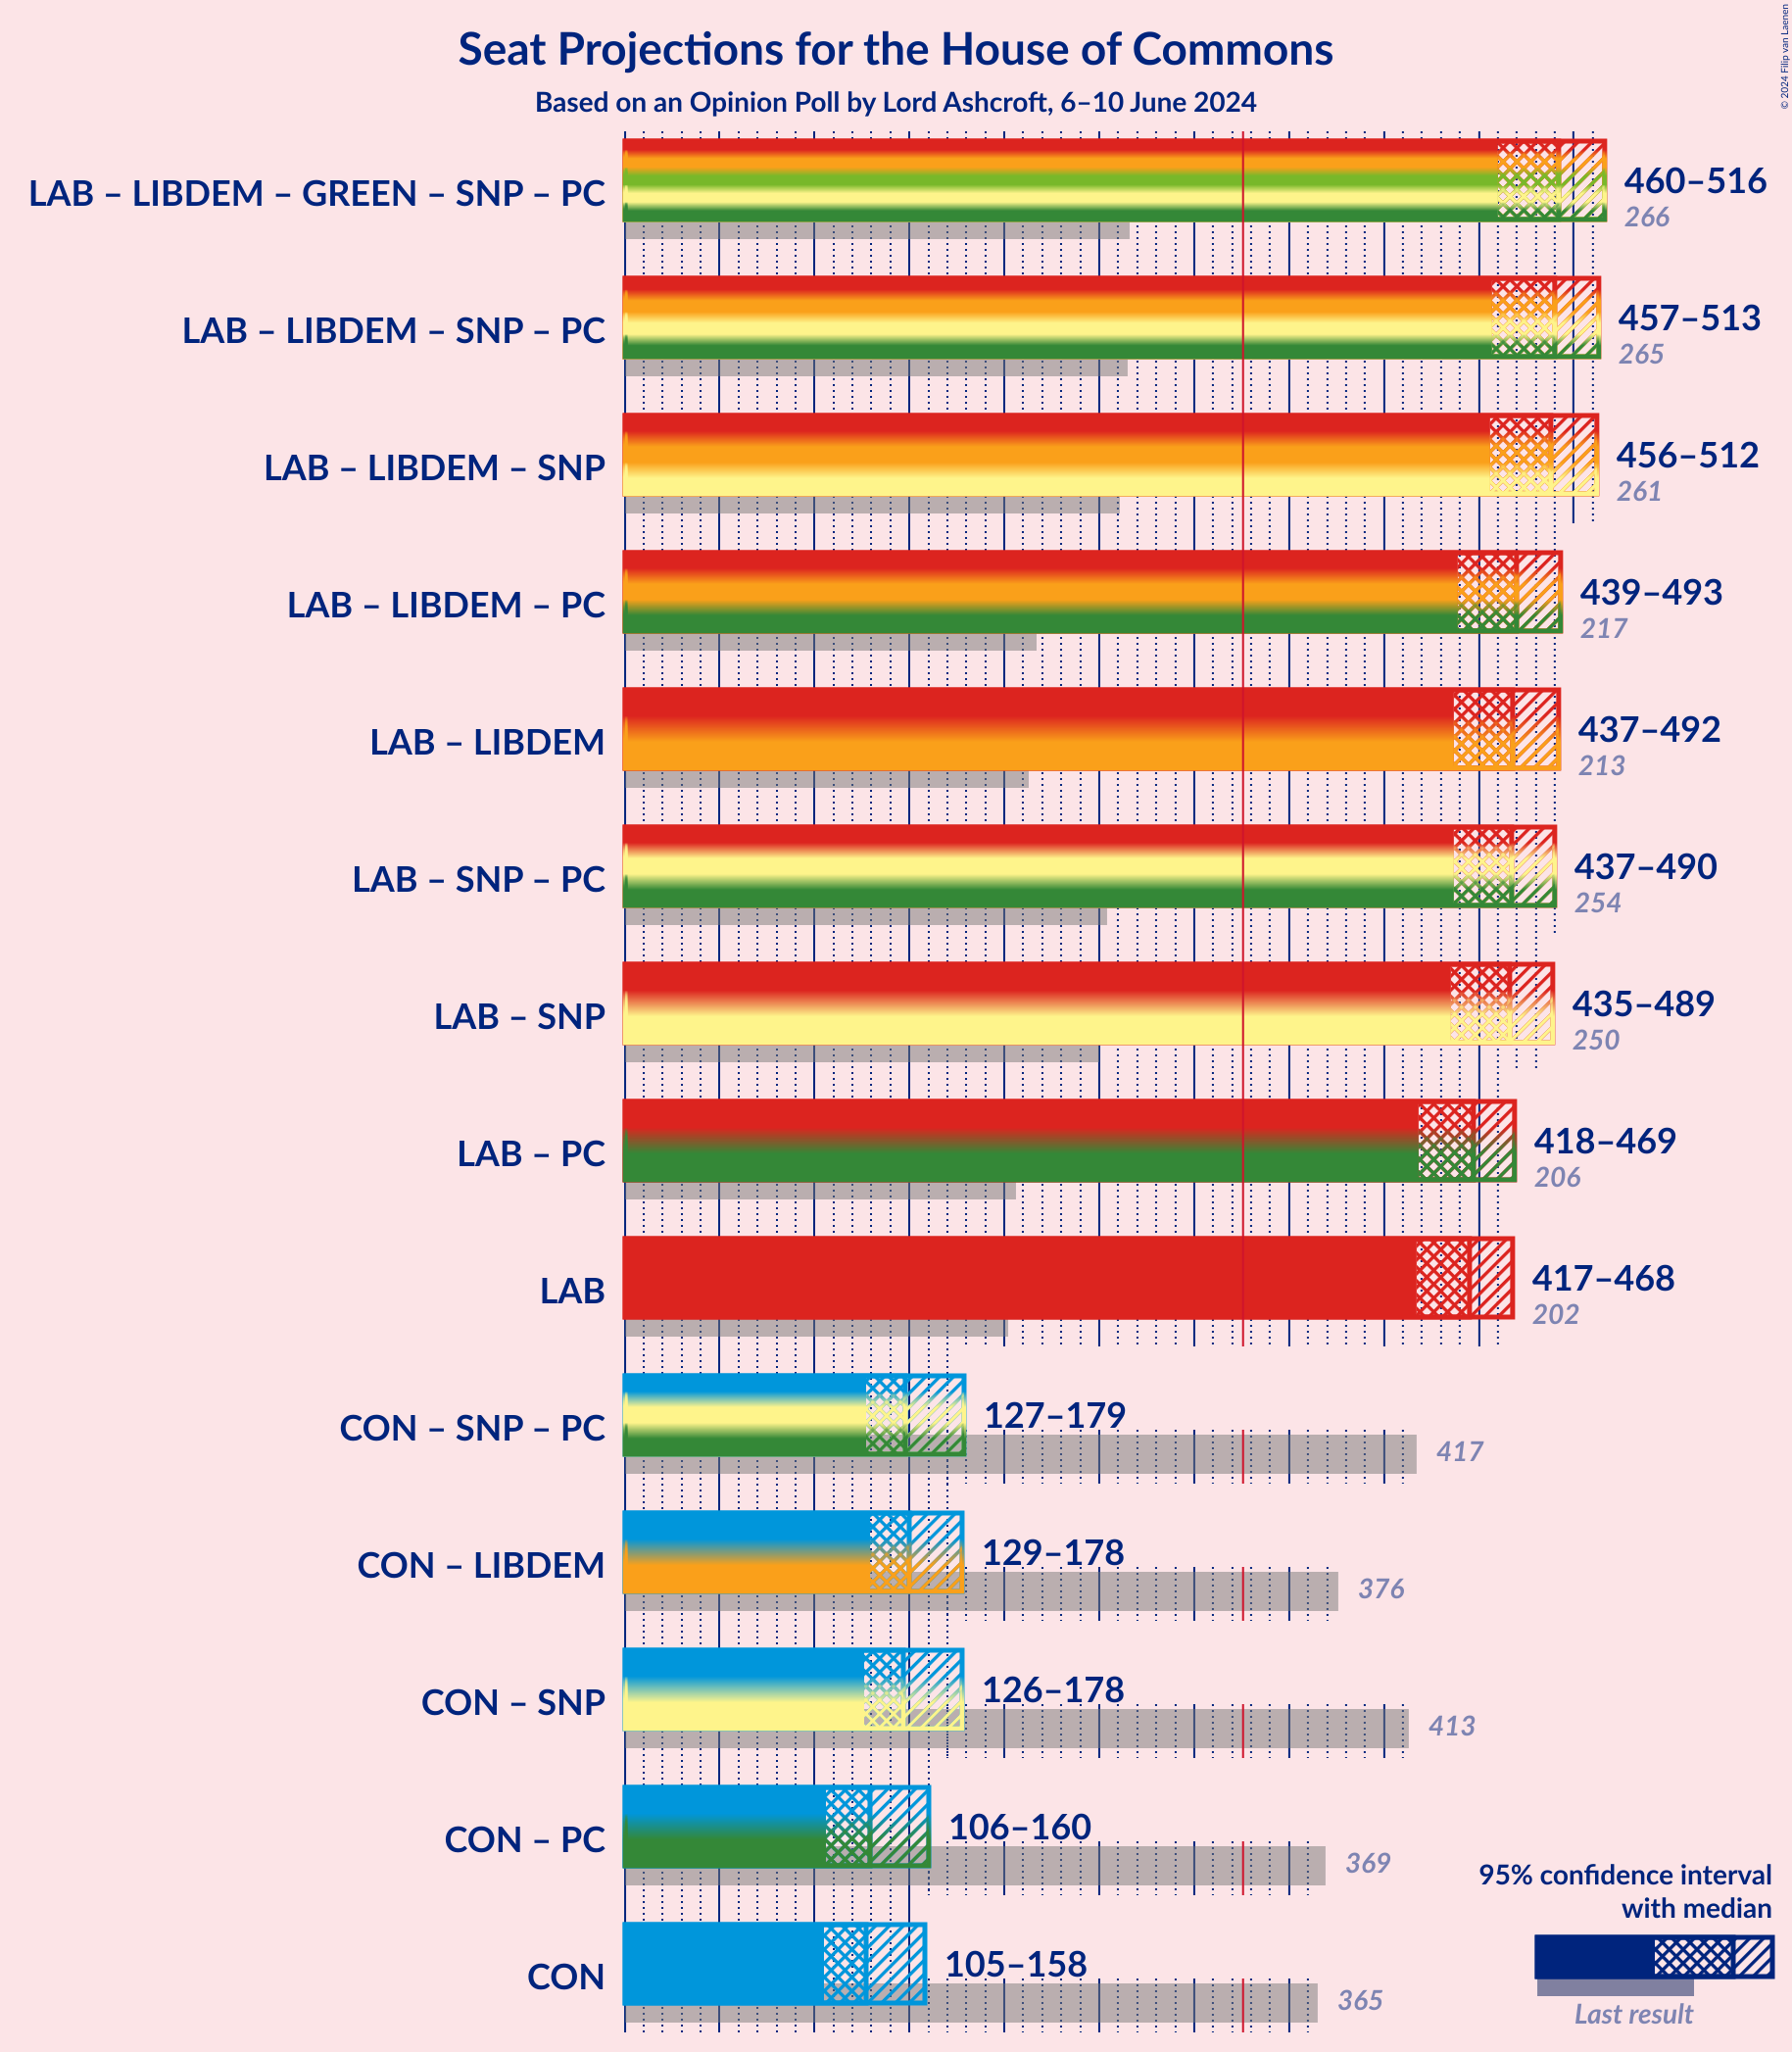 Seat Projections for the House of Commons
Based on an Opinion Poll by Lord Ashcroft, 6–10 June 2024
© 2024 Filip van Laenen
LAB – LIBDEM – GREEN – SNP – PC
460–516
266
LAB – LIBDEM – SNP – PC
457–513
265
LAB – LIBDEM – SNP
456–512
261
LAB – LIBDEM – PC
439–493
217
LAB – LIBDEM
437–492
213
LAB – SNP – PC
437–490
254
LAB – SNP
435–489
250
LAB – PC
418–469
206
LAB
417–468
202
CON – SNP – PC
127–179
417
CON – LIBDEM
129–178
376
CON – SNP
126–178
413
CON – PC
106–160
369
CON
105–158
365
95% confidence interval
with median
Last result